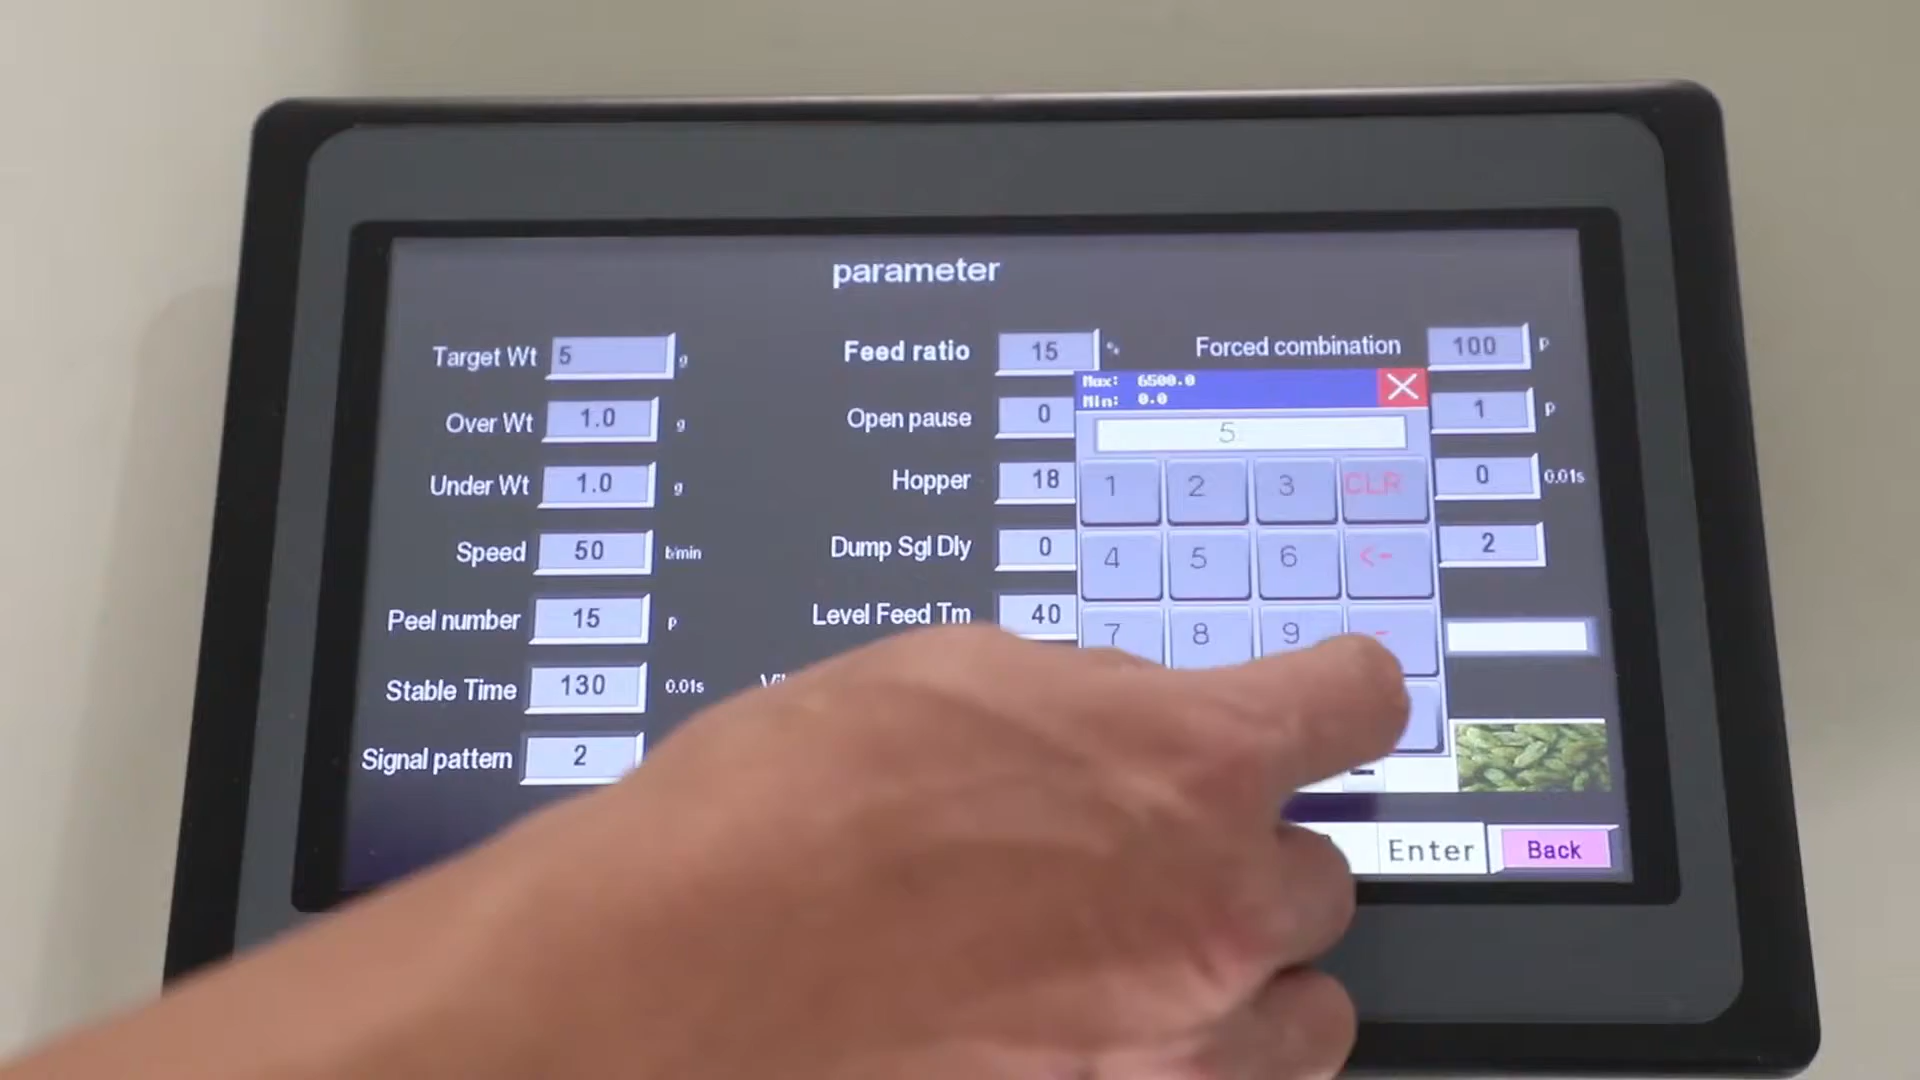 parameter
Target Wt 5 g
Over Wt 1.0 g
Under Wt 1.0 g
Speed 50 b/min
Peel number 15 p
Stable Time 130 0.01s
Signal pattern 2
Feed ratio 15 %
Open pause 0
Hopper 18
Dump Sgl Dly 0
Level Feed Tm 40
Forced combination 100 p
1 p
0 0.01s
2
Max: 6500.0
Min: 0.0
5
1 2 3 CLR
4 5 6 <-
7 8 9 -
Enter Back